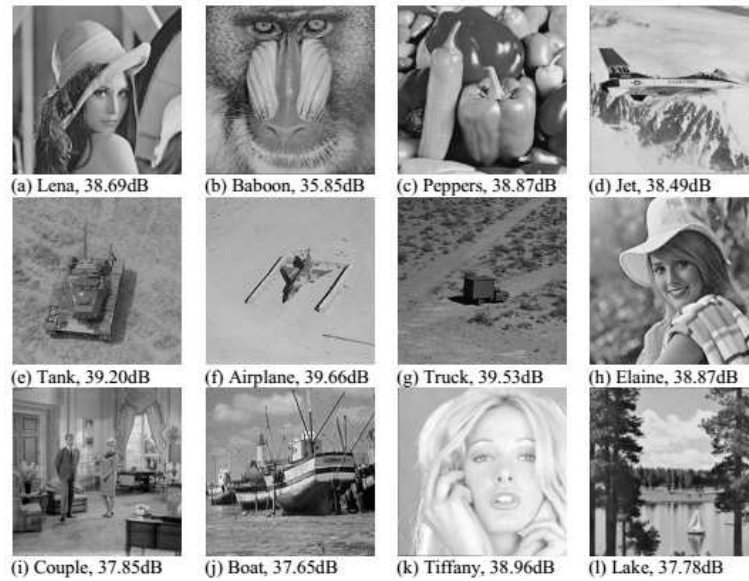 (a) Lena, 38.69dB
(b) Baboon, 35.85dB
(c) Peppers, 38.87dB
(d) Jet, 38.49dB
(e) Tank, 39.20dB
(f) Airplane, 39.66dB
(g) Truck, 39.53dB
(h) Elaine, 38.87dB
(i) Couple, 37.85dB
(j) Boat, 37.65dB
(k) Tiffany, 38.96dB
(l) Lake, 37.78dB